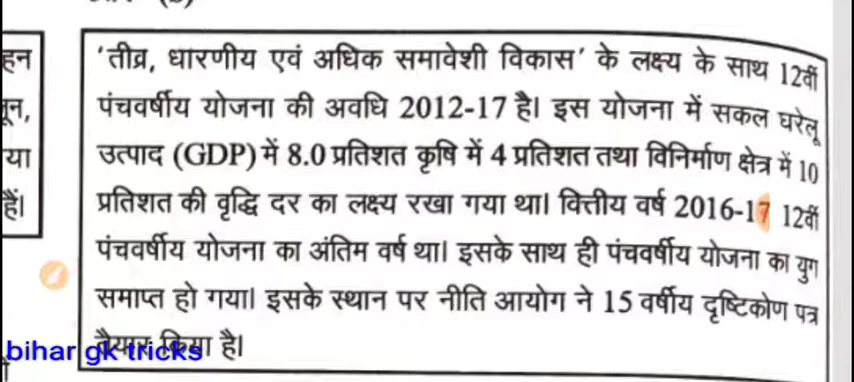 हन
'तीव्र, धारणीय एवं अधिक समावेशी विकास' के लक्ष्य के साथ 12वीं
पंचवर्षीय योजना की अवधि 2012-17 है। इस योजना में सकल घरेलू
उत्पाद (GDP) में 8.0 प्रतिशत कृषि में 4 प्रतिशत तथा विनिर्माण क्षेत्र में 10
या
प्रतिशत की वृद्धि दर का लक्ष्य रखा गया था। वित्तीय वर्ष 2016-17 12वीं
हैं।
पंचवर्षीय योजना का अंतिम वर्ष था। इसके साथ ही पंचवर्षीय योजना का युग
समाप्त हो गया। इसके स्थान पर नीति आयोग ने 15 वर्षीय दृष्टिकोण पत्र
तैयार किया है।
bihar gk tricks